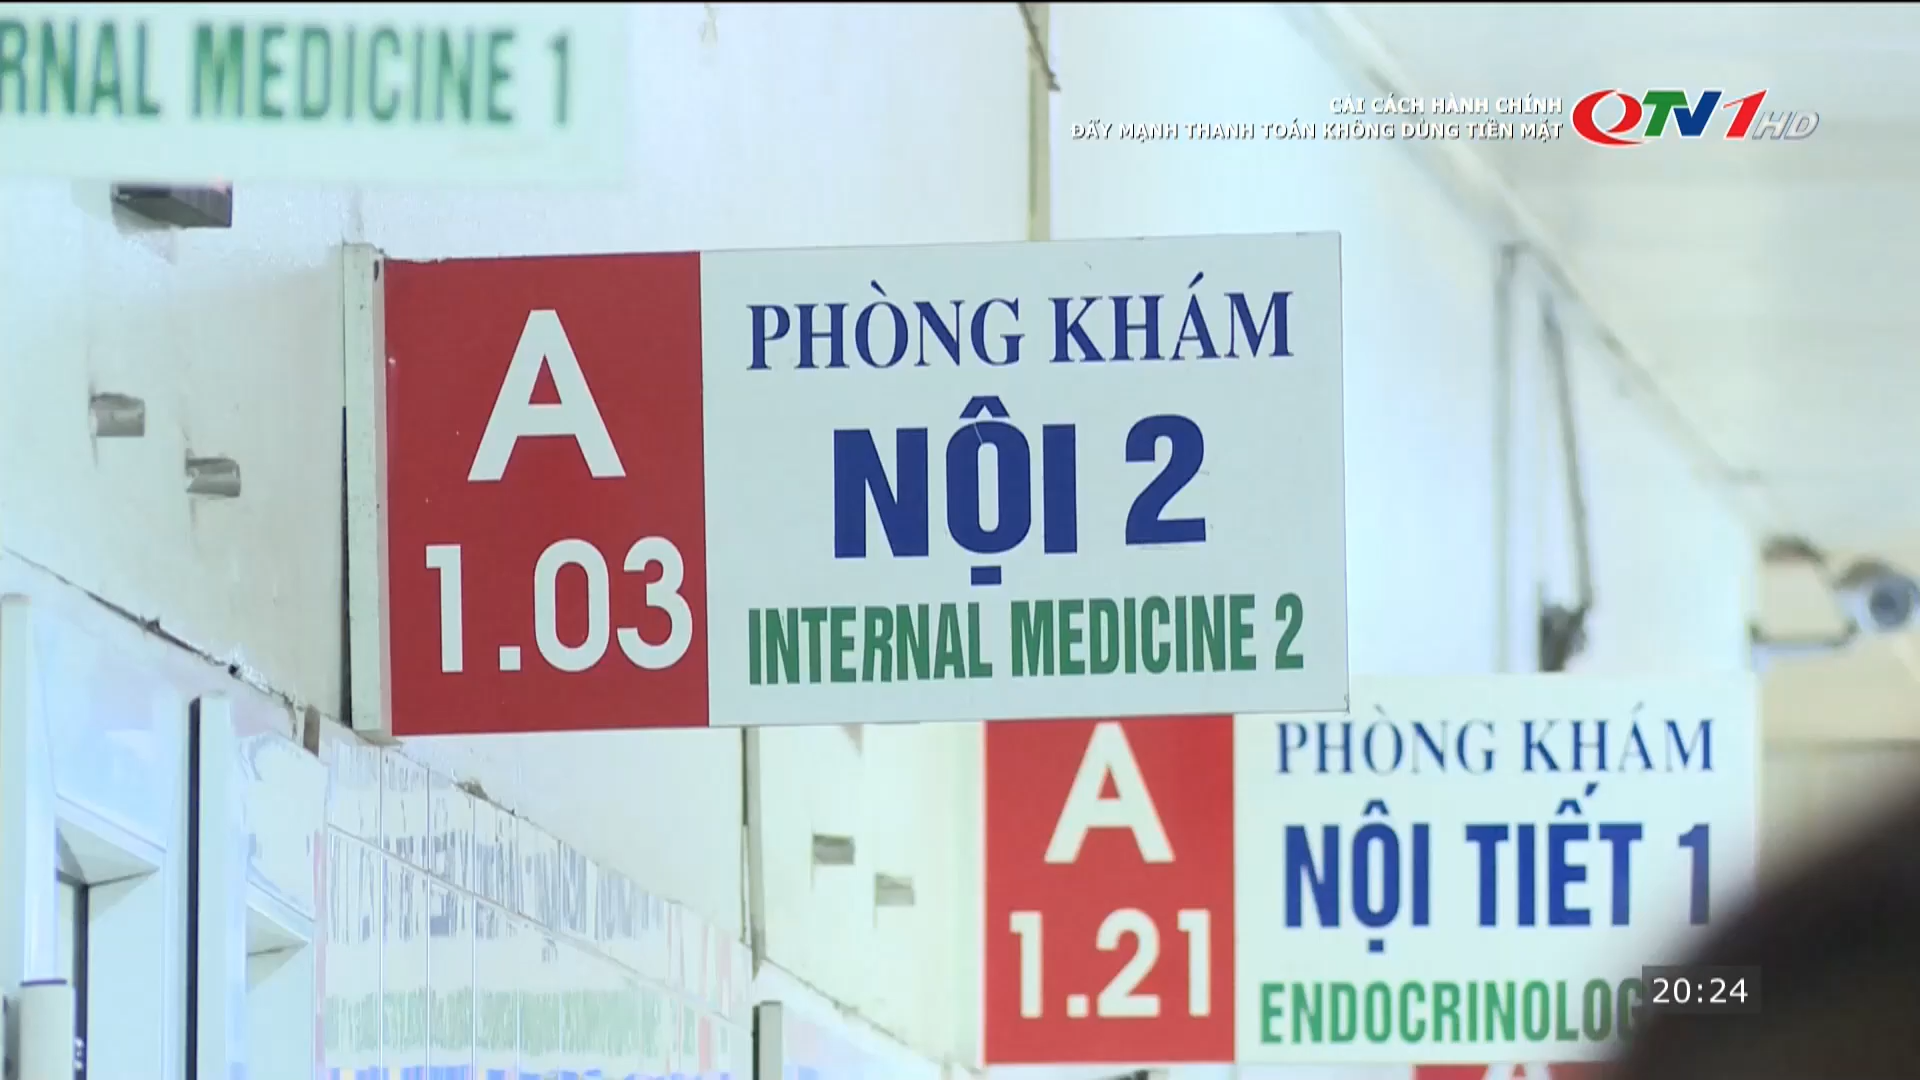 RNAL MEDICINE 1
CẢI CÁCH HÀNH CHÍNH
ĐẨY MẠNH THANH TOÁN KHÔNG DÙNG TIỀN MẶT
QTV1HD
A
1.03
PHÒNG KHÁM
NỘI 2
INTERNAL MEDICINE 2
A
1.21
PHÒNG KHÁM
NỘI TIẾT 1
ENDOCRINOLOG
20:24